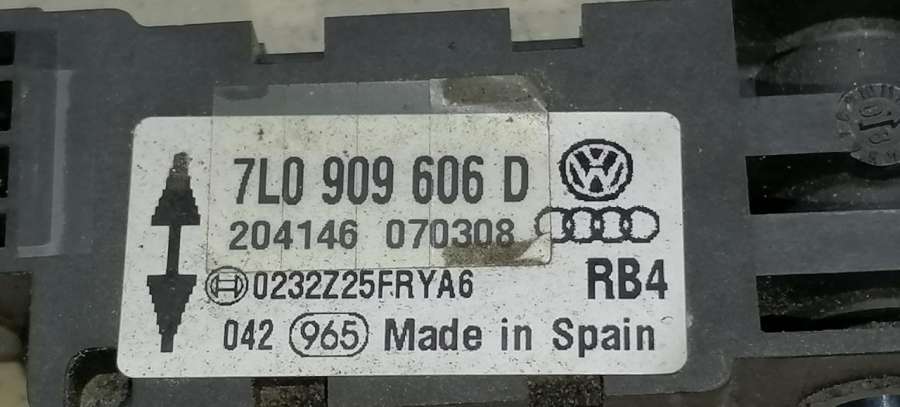 7L0 909 606 D
204146 070308
0232Z25FRYA6 RB4
042 965 Made in Spain